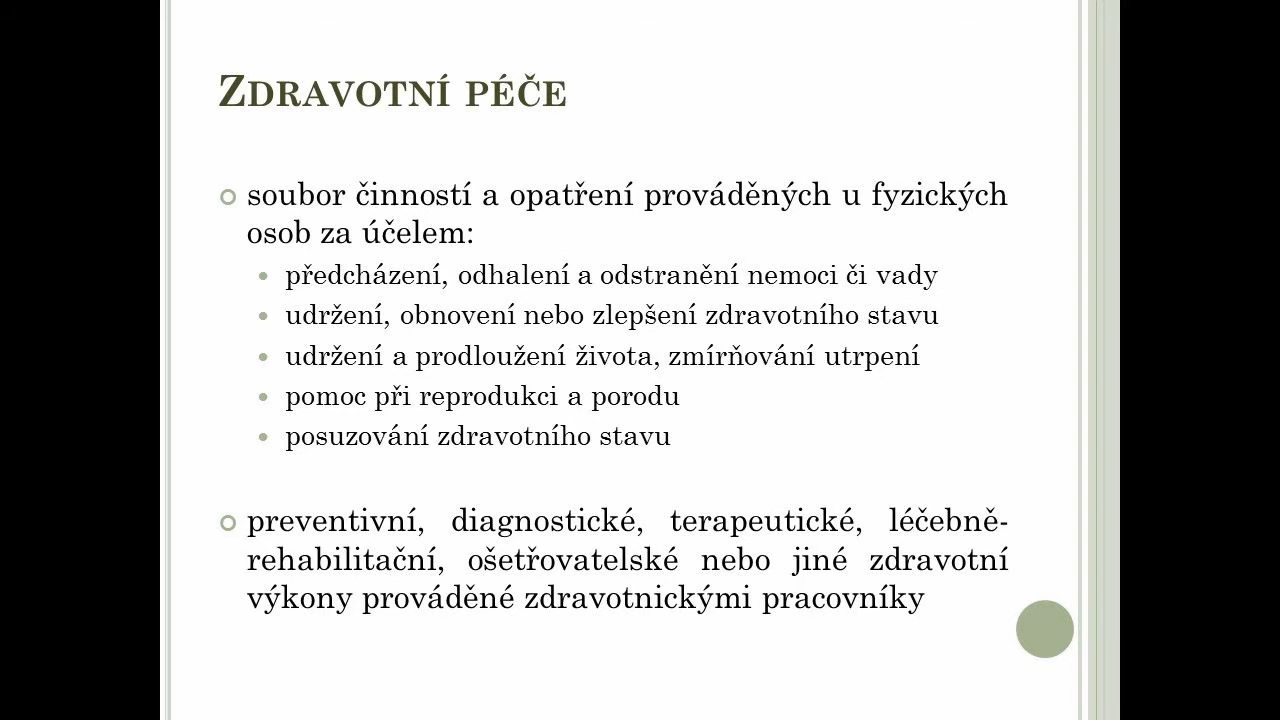 Zdravotní péče
soubor činností a opatření prováděných u fyzických
osob za účelem:
předcházení, odhalení a odstranění nemoci či vady
udržení, obnovení nebo zlepšení zdravotního stavu
udržení a prodloužení života, zmírňování utrpení
pomoc při reprodukci a porodu
posuzování zdravotního stavu
preventivní, diagnostické, terapeutické, léčebně-
rehabilitační, ošetřovatelské nebo jiné zdravotní
výkony prováděné zdravotnickými pracovníky